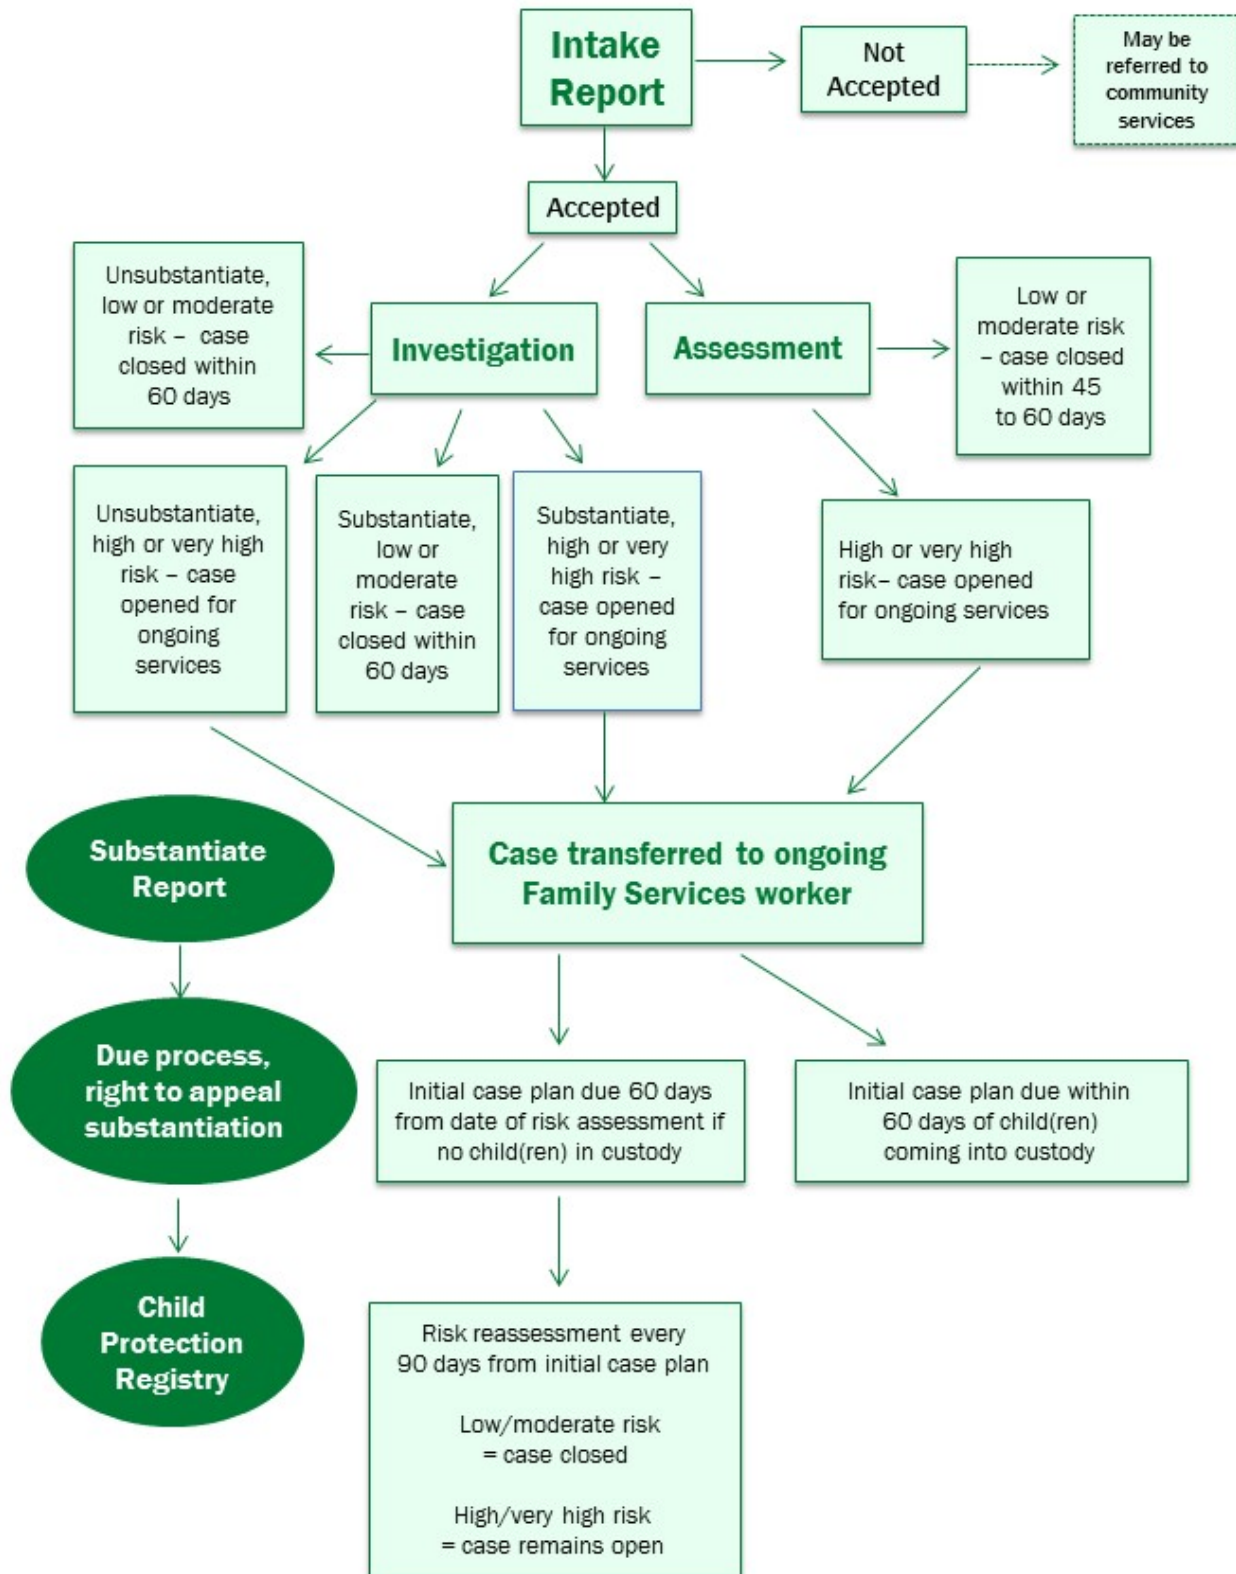 Intake
Report
Not
Accepted
May be
referred to
community
services
Accepted
Unsubstantiate,
low or moderate
risk – case
closed within
60 days
Investigation
Assessment
Low or
moderate risk
– case closed
within 45
to 60 days
Unsubstantiate,
high or very high
risk – case
opened for
ongoing
services
Substantiate,
low or
moderate
risk – case
closed within
60 days
Substantiate,
high or very
high risk –
case opened
for ongoing
services
High or very high
risk– case opened
for ongoing services
Substantiate
Report
Case transferred to ongoing
Family Services worker
Due process,
right to appeal
substantiation
Initial case plan due 60 days
from date of risk assessment if
no child(ren) in custody
Initial case plan due within
60 days of child(ren)
coming into custody
Child
Protection
Registry
Risk reassessment every
90 days from initial case plan
Low/moderate risk
= case closed
High/very high risk
= case remains open